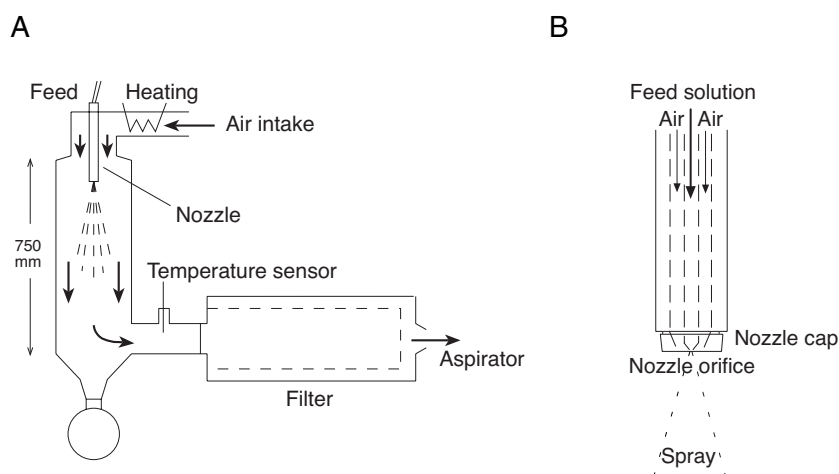 A
Feed
Heating
Air intake
Nozzle
750
mm
Temperature sensor
Aspirator
Filter
B
Feed solution
Air Air
Nozzle cap
Nozzle orifice
Spray